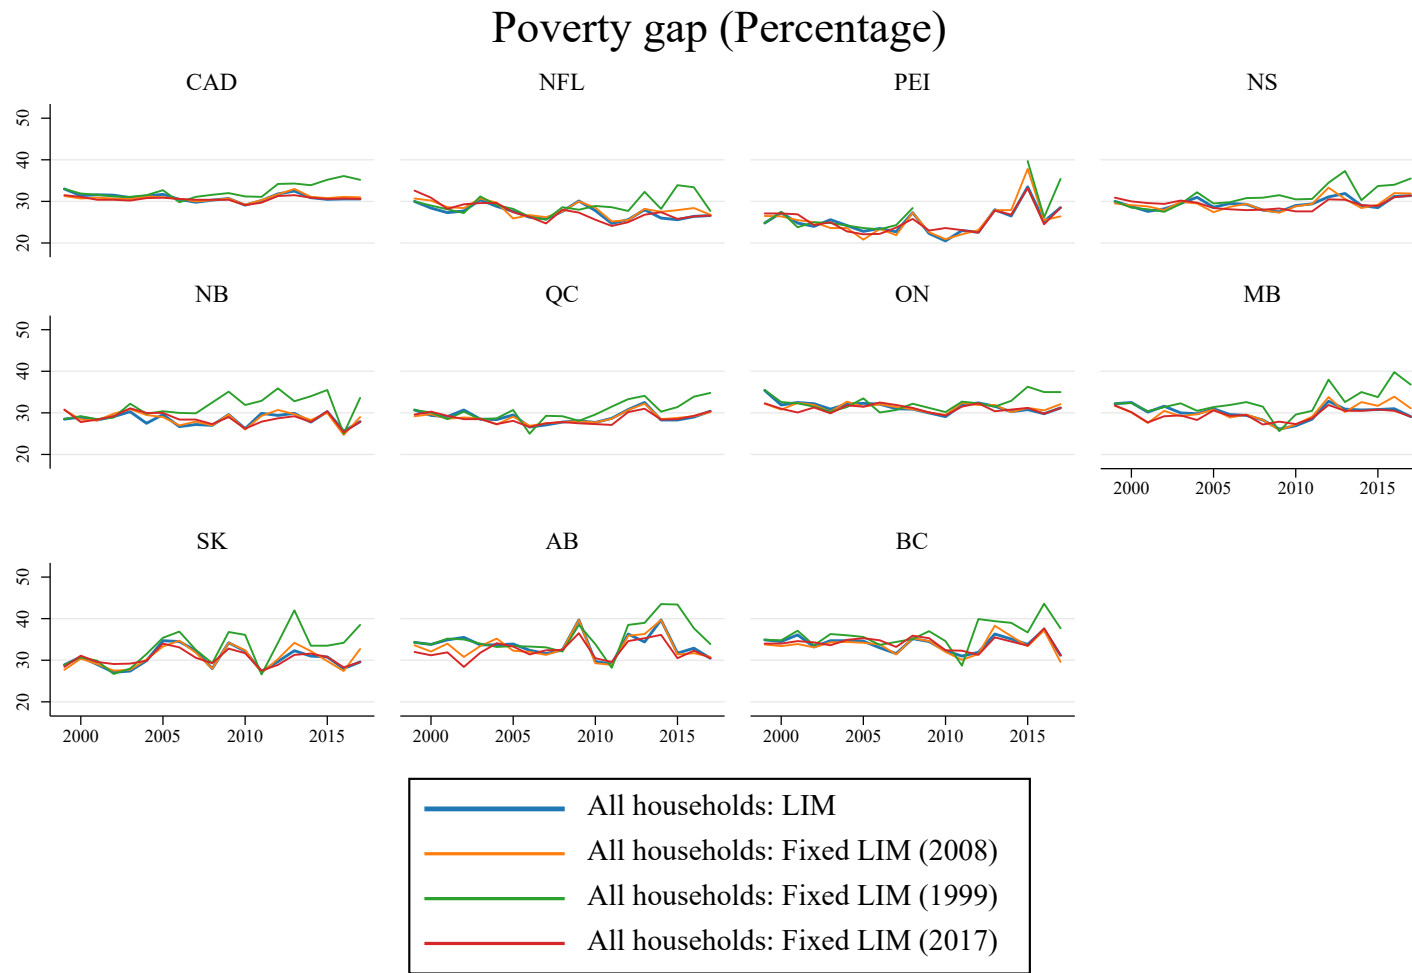 Poverty gap (Percentage)
CAD
NFL
PEI
NS
50
40
30
20
NB
QC
ON
MB
50
40
30
20
2000
2005
2010
2015
SK
AB
BC
50
40
30
20
2000
2005
2010
2015
2000
2005
2010
2015
2000
2005
2010
2015
All households: LIM
All households: Fixed LIM (2008)
All households: Fixed LIM (1999)
All households: Fixed LIM (2017)